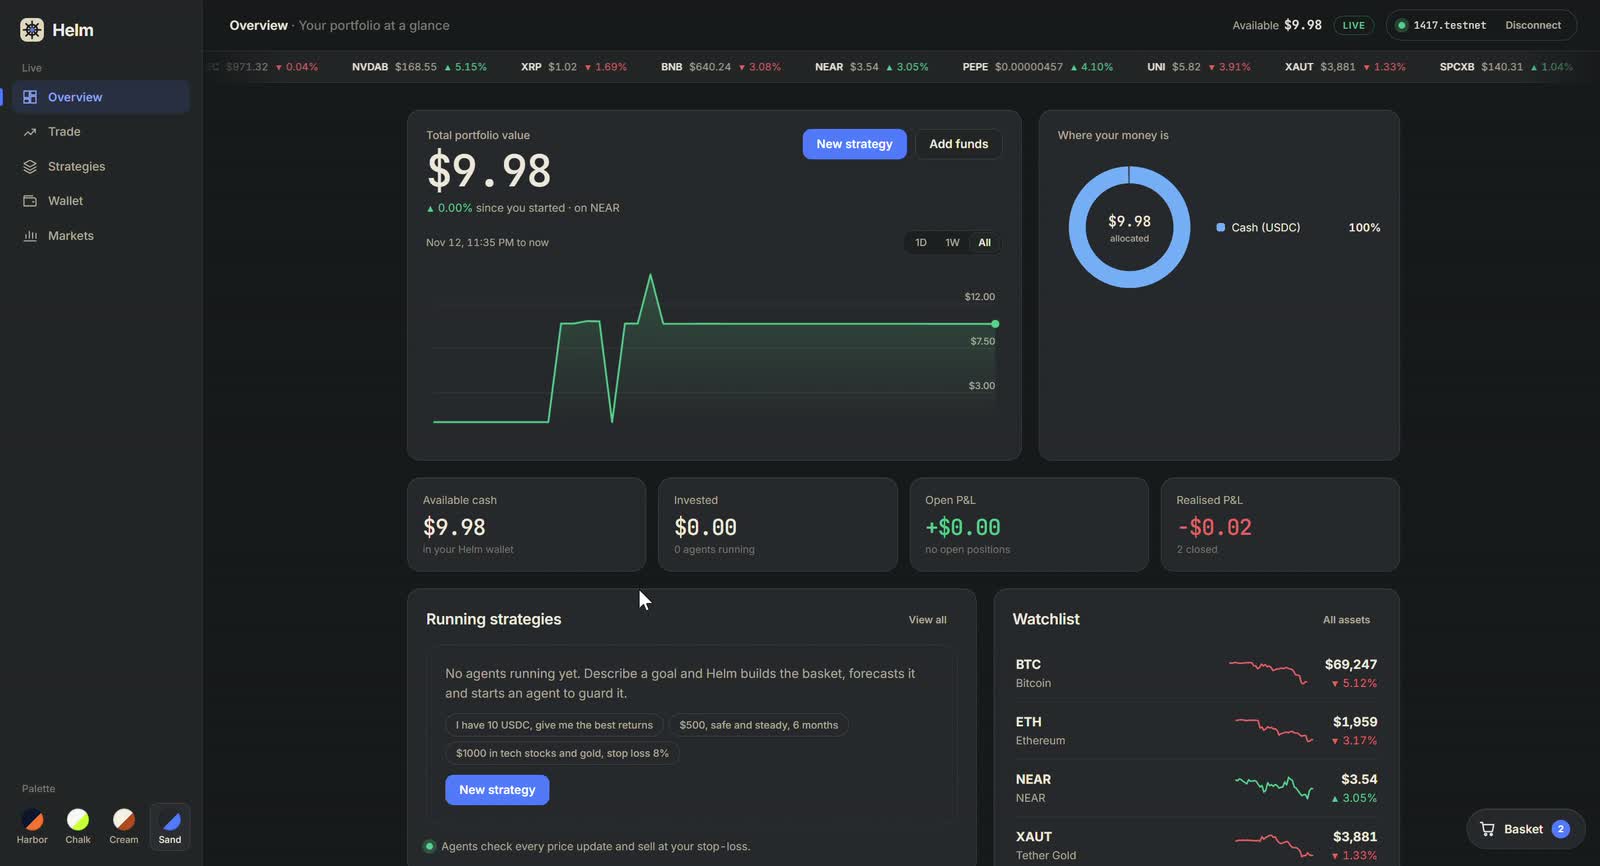 Helm
Live
Overview
Trade
Strategies
Wallet
Markets
Palette
Harbor
Chalk
Cream
Sand
Overview · Your portfolio at a glance
Available $9.98
LIVE
1417.testnet
Disconnect
$971.32 ▼ 0.04%
NVDAB $168.55 ▲ 5.15%
XRP $1.02 ▼ 1.69%
BNB $640.24 ▼ 3.08%
NEAR $3.54 ▲ 3.05%
PEPE $0.00000457 ▲ 4.10%
UNI $5.82 ▼ 3.91%
XAUT $3,881 ▼ 1.33%
SPCXB $140.31 ▲ 1.04%
Total portfolio value
$9.98
▲ 0.00% since you started · on NEAR
New strategy
Add funds
Nov 12, 11:35 PM to now
1D 1W All
$12.00
$7.50
$3.00
Where your money is
$9.98
allocated
Cash (USDC) 100%
Available cash
$9.98
in your Helm wallet
Invested
$0.00
0 agents running
Open P&L
+$0.00
no open positions
Realised P&L
-$0.02
2 closed
Running strategies
View all
No agents running yet. Describe a goal and Helm builds the basket, forecasts it
and starts an agent to guard it.
I have 10 USDC, give me the best returns
$500, safe and steady, 6 months
$1000 in tech stocks and gold, stop loss 8%
New strategy
Agents check every price update and sell at your stop-loss.
Watchlist
All assets
BTC $69,247
Bitcoin ▼ 5.12%
ETH $1,959
Ethereum ▼ 3.17%
NEAR $3.54
NEAR ▲ 3.05%
XAUT $3,881
Tether Gold ▼ 1.33%
Basket 2